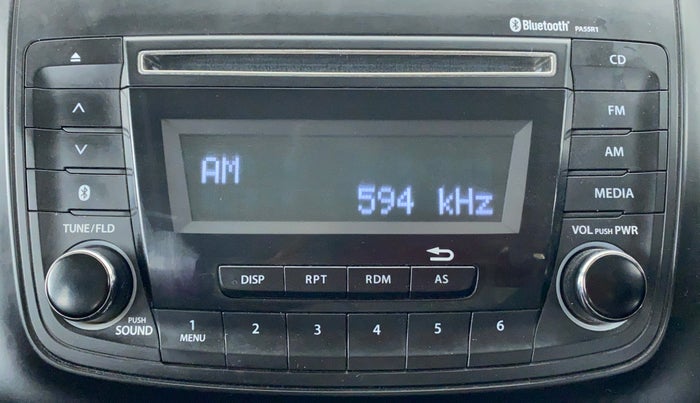 Bluetooth PA55R1
CD
FM
AM
AM
594 kHz
MEDIA
TUNE/FLD
VOL PUSH PWR
DISP RPT RDM AS
PUSH
SOUND
1 2 3 4 5 6
MENU